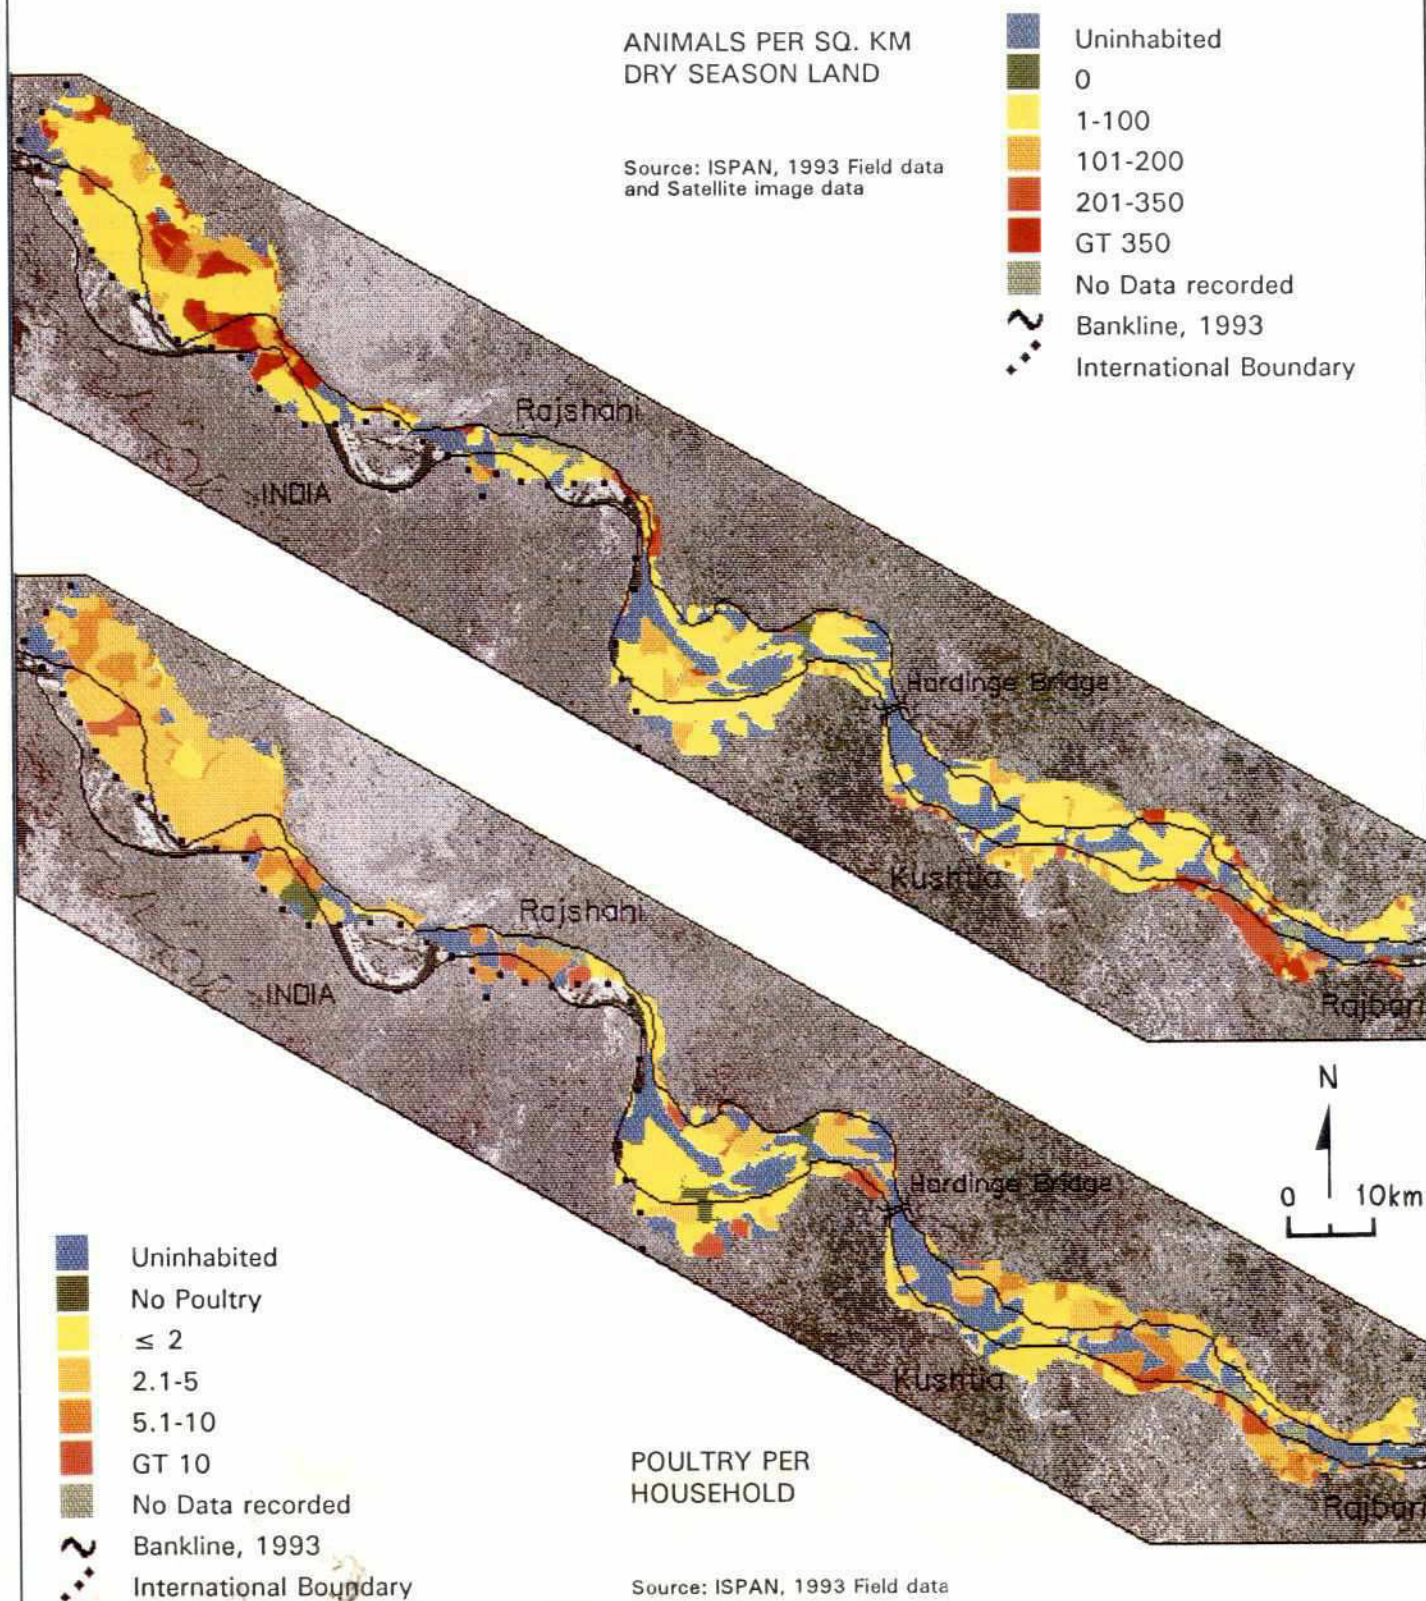 ANIMALS PER SQ. KM
DRY SEASON LAND
Source: ISPAN, 1993 Field data
and Satellite image data
Uninhabited
0
1-100
101-200
201-350
GT 350
No Data recorded
Bankline, 1993
International Boundary
Rajshahi
INDIA
Hardinge Bridge
Kushtia
Rajbari
N
0 10km
Rajshahi
INDIA
Hardinge Bridge
Kushtia
Rajbari
Uninhabited
No Poultry
≤ 2
2.1-5
5.1-10
GT 10
No Data recorded
Bankline, 1993
International Boundary
POULTRY PER
HOUSEHOLD
Source: ISPAN, 1993 Field data